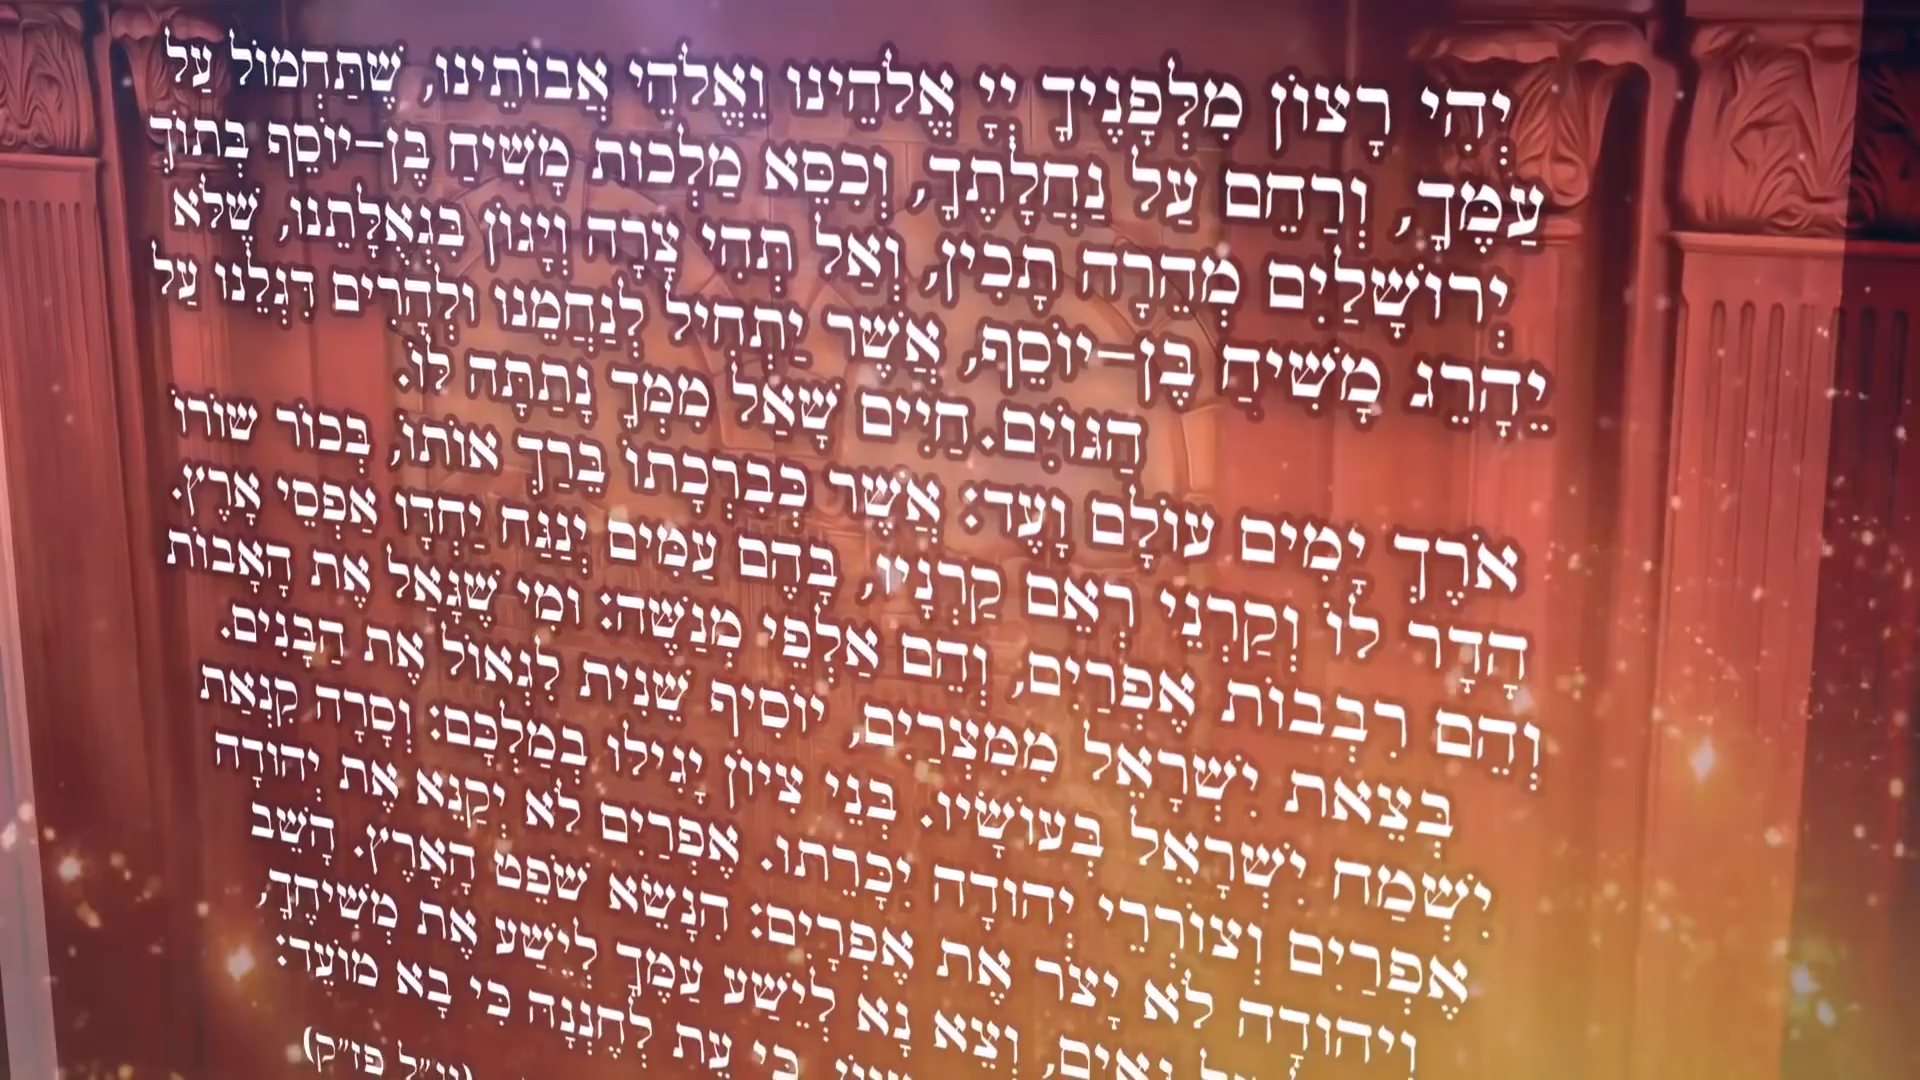 יְהִי רָצוֹן מִלְּפָנֶיךָ יְיָ אֱלֹהֵינוּ וֵאֱלֹהֵי אֲבוֹתֵינוּ, שֶׁתַּחְמוֹל עַל
עַמֶּךָ, וְרַחֵם עַל נַחֲלָתֶךָ, וְכִסֵּא מַלְכוּת מָשִׁיחַ בֶּן–יוֹסֵף בְּתוֹךְ
יְרוּשָׁלַיִם מְהֵרָה תָּכִין, וְאַל תְּהִי צָרָה וְיָגוֹן בִּגְאֻלָּתֵנוּ, שֶׁלֹּא
יֵהָרֵג מָשִׁיחַ בֶּן–יוֹסֵף, אֲשֶׁר יַתְחִיל לְנַחֲמֵנוּ וּלְהָרִים דִּגְלֵנוּ עַל
הַגּוֹיִם. חַיִּים שָׁאַל מִמְּךָ נָתַתָּה לּוֹ.
אֹרֶךְ יָמִים עוֹלָם וָעֶד: אֲשֶׁר כְּבִרְכָתוֹ בֵּרַךְ אוֹתוֹ, בְּכוֹר שׁוֹרוֹ
הָדָר לוֹ וְקַרְנֵי רְאֵם קַרְנָיו, בָּהֶם עַמִּים יְנַגַּח יַחְדָּו אַפְסֵי אָרֶץ.
וְהֵם רִבְבוֹת אֶפְרַיִם, וְהֵם אַלְפֵי מְנַשֶּׁה: וּמִי שֶׁגָּאַל אֶת הָאָבוֹת
בְּצֵאת יִשְׂרָאֵל מִמִּצְרַיִם, יוֹסִיף שֵׁנִית לִגְאוֹל אֶת הַבָּנִים.
יִשְׂמַח יִשְׂרָאֵל בְּעוֹשָׂיו. בְּנֵי צִיּוֹן יָגִילוּ בְמַלְכָּם: וְסָרָה קִנְאַת
אֶפְרַיִם וְצוֹרְרֵי יְהוּדָה יִכָּרֵתוּ. אֶפְרַיִם לֹא יְקַנֵּא אֶת יְהוּדָה
וִיהוּדָה לֹא יָצֹר אֶת אֶפְרָיִם: הִנָּשֵׂא שֹׁפֵט הָאָרֶץ. הָשֵׁב
וְצֵא נָא לְיֵשַׁע עַמֶּךָ לְיֵשַׁע אֶת מְשִׁיחֶךָ,
כִּי עֵת לְחֶנְנָהּ כִּי בָא מוֹעֵד:
פז״ק)